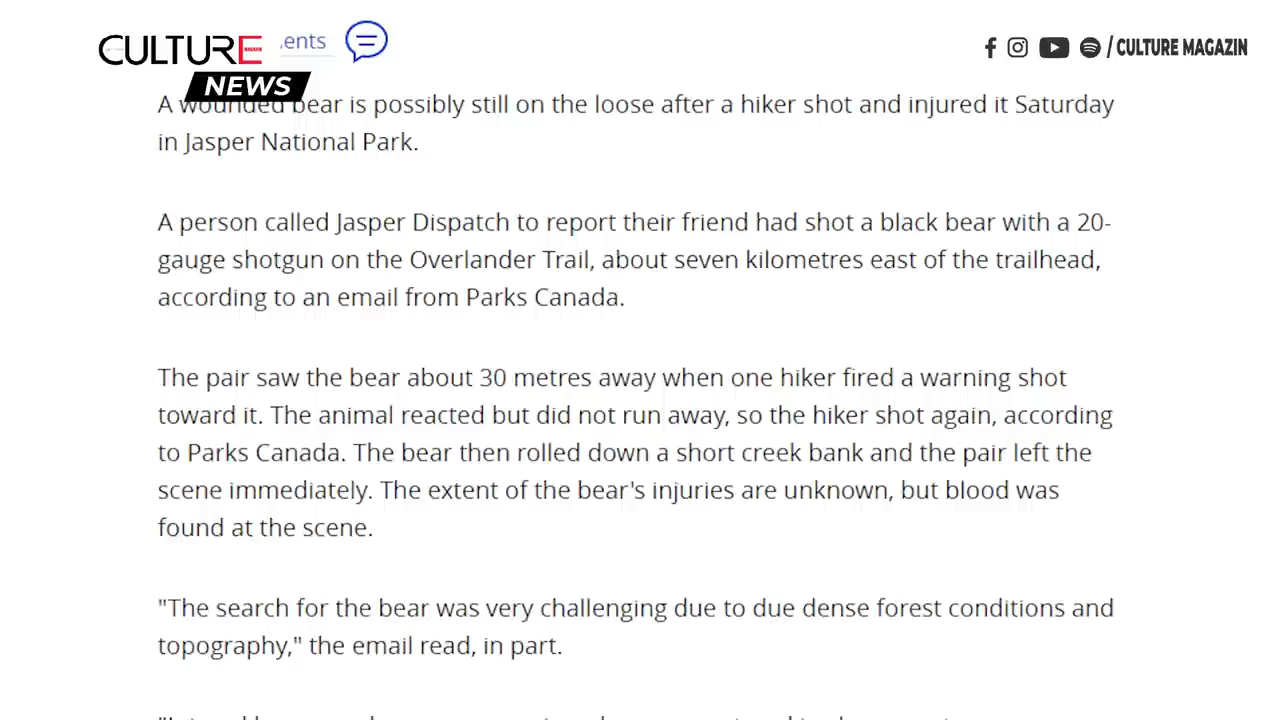 CULTURE
ents
NEWS
/ CULTURE MAGAZIN
A wounded bear is possibly still on the loose after a hiker shot and injured it Saturday
in Jasper National Park.
A person called Jasper Dispatch to report their friend had shot a black bear with a 20-
gauge shotgun on the Overlander Trail, about seven kilometres east of the trailhead,
according to an email from Parks Canada.
The pair saw the bear about 30 metres away when one hiker fired a warning shot
toward it. The animal reacted but did not run away, so the hiker shot again, according
to Parks Canada. The bear then rolled down a short creek bank and the pair left the
scene immediately. The extent of the bear's injuries are unknown, but blood was
found at the scene.
"The search for the bear was very challenging due to due dense forest conditions and
topography," the email read, in part.